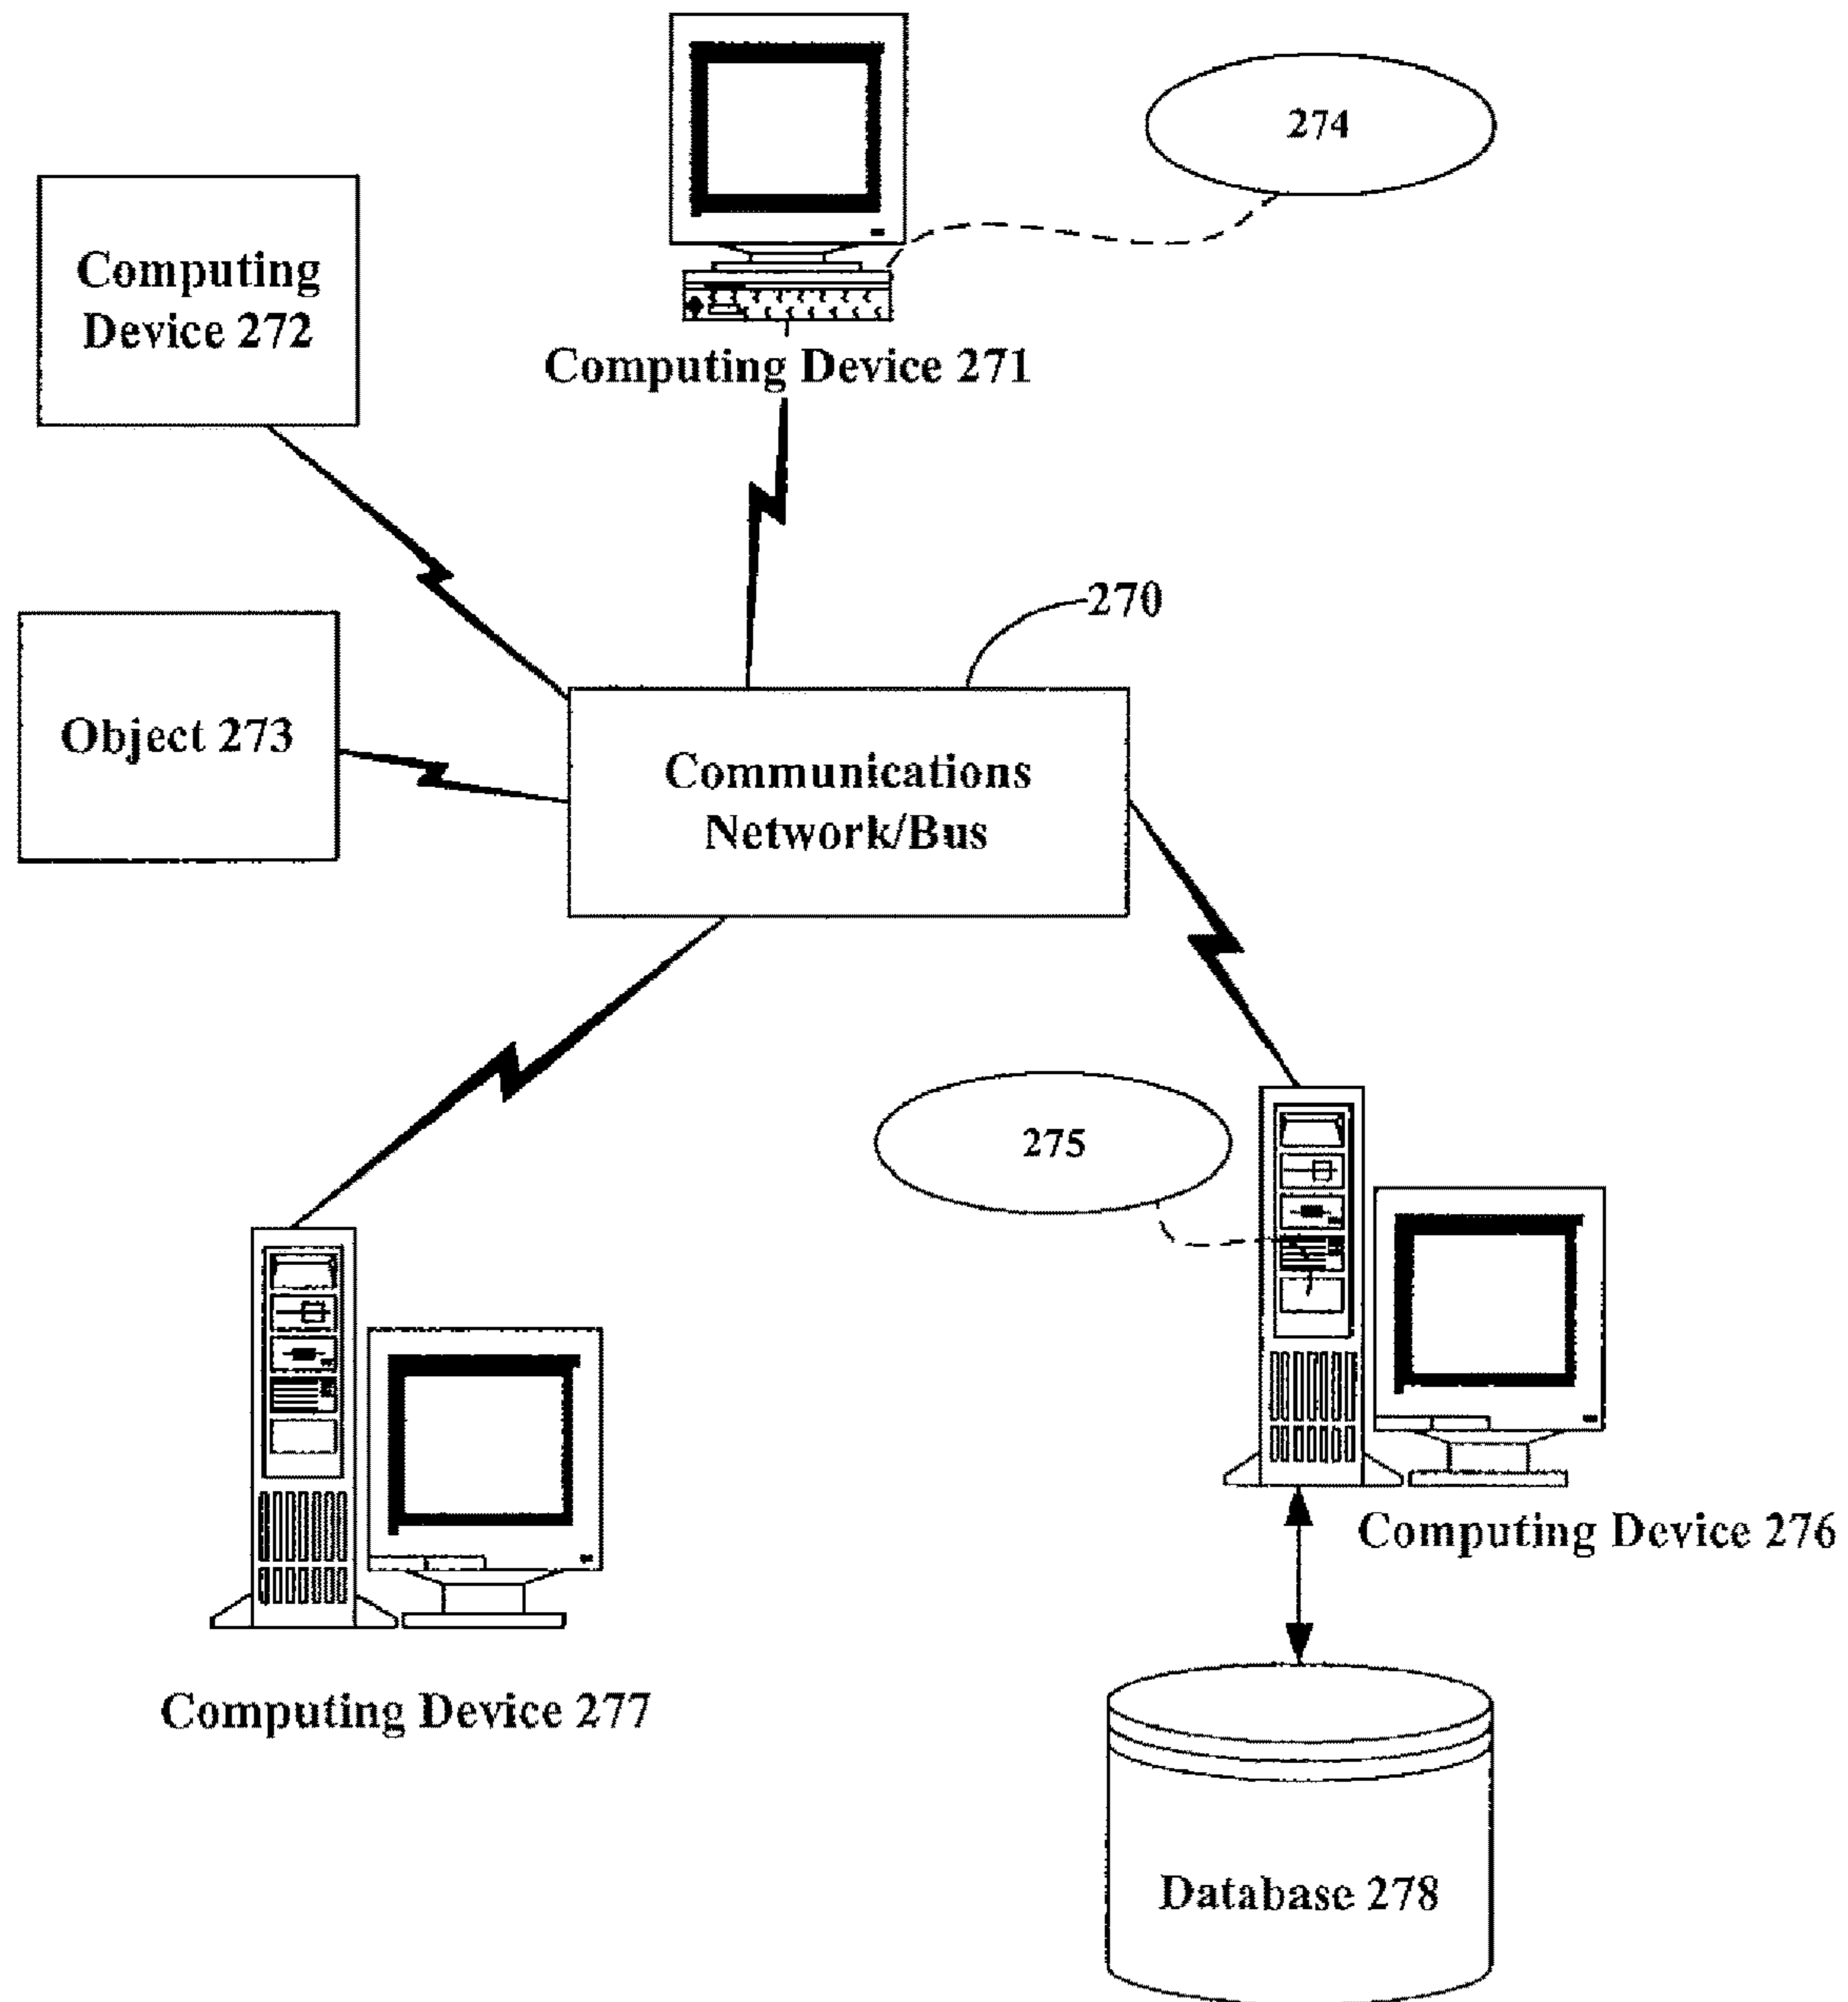 274
Computing
Device 272
Computing Device 271
270
Object 273
Communications
Network/Bus
275
Computing Device 276
Computing Device 277
Database 278